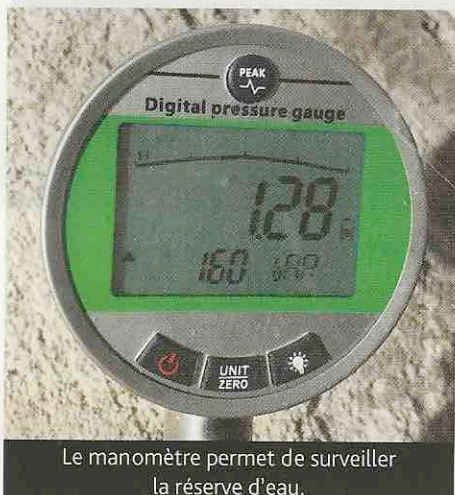 PEAK
Digital pressure gauge
1.28
160
UNIT
ZERO
Le manomètre permet de surveiller
la réserve d'eau.